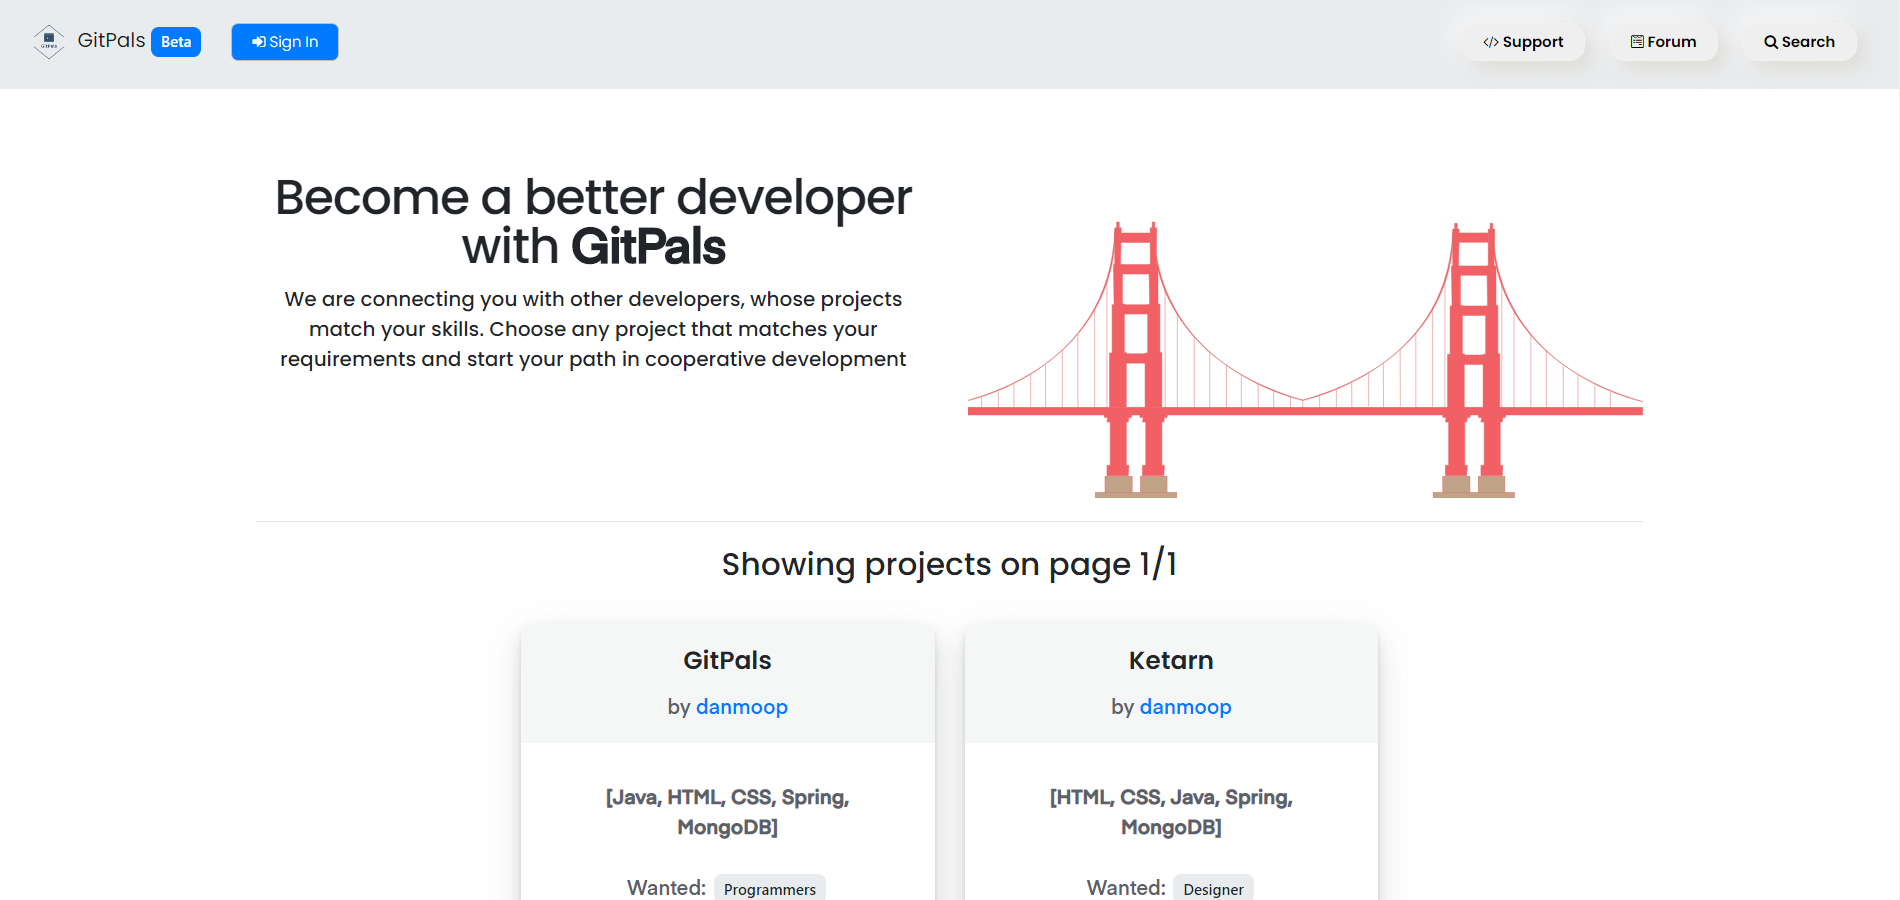 GitPals
GitPals Beta
Sign In
</> Support
Forum
Search
Become a better developer
with GitPals
We are connecting you with other developers, whose projects
match your skills. Choose any project that matches your
requirements and start your path in cooperative development
Showing projects on page 1/1
GitPals
by danmoop
[Java, HTML, CSS, Spring,
MongoDB]
Wanted: Programmers
Ketarn
by danmoop
[HTML, CSS, Java, Spring,
MongoDB]
Wanted: Designer